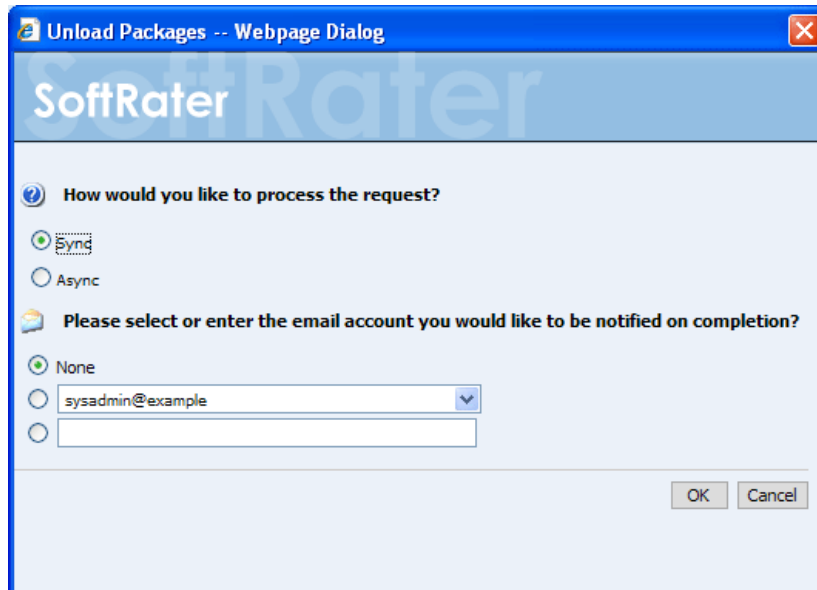 Unload Packages -- Webpage Dialog
SoftRater
SoftRater
How would you like to process the request?
Sync
Async
Please select or enter the email account you would like to be notified on completion?
None
sysadmin@example
OK Cancel